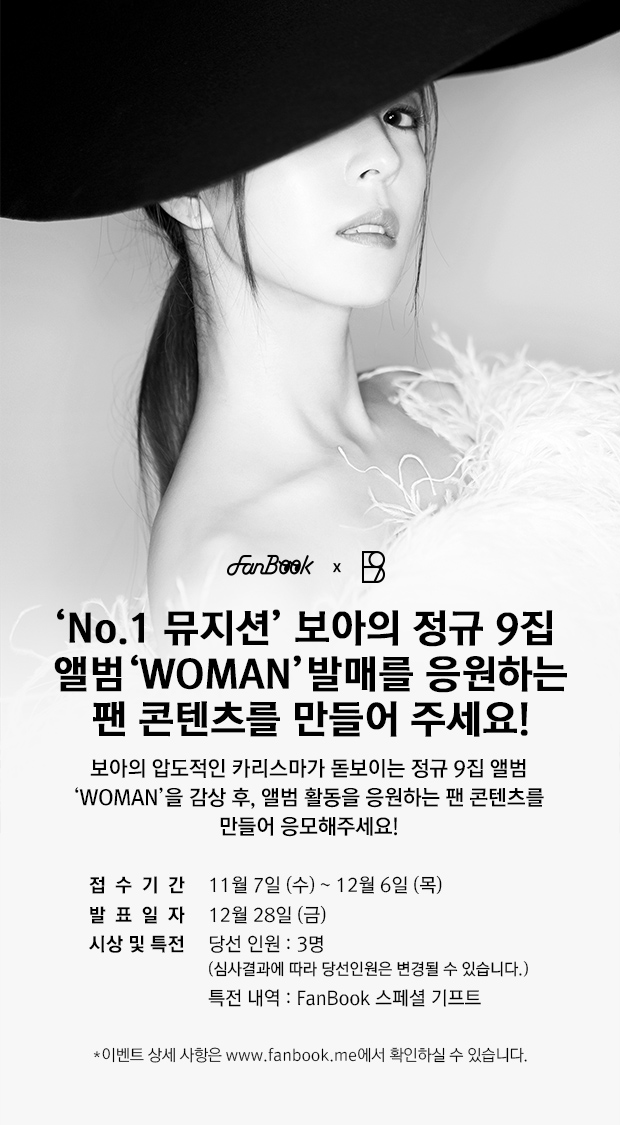 FanBook x B9
‘No.1 뮤지션’ 보아의 정규 9집
앨범 ‘WOMAN’ 발매를 응원하는
팬 콘텐츠를 만들어 주세요!
보아의 압도적인 카리스마가 돋보이는 정규 9집 앨범
‘WOMAN’을 감상 후, 앨범 활동을 응원하는 팬 콘텐츠를
만들어 응모해주세요!
접 수 기 간 11월 7일 (수) ~ 12월 6일 (목)
발 표 일 자 12월 28일 (금)
시상 및 특전 당선 인원 : 3명
(심사결과에 따라 당선인원은 변경될 수 있습니다.)
특전 내역 : FanBook 스페셜 기프트
*이벤트 상세 사항은 www.fanbook.me에서 확인하실 수 있습니다.